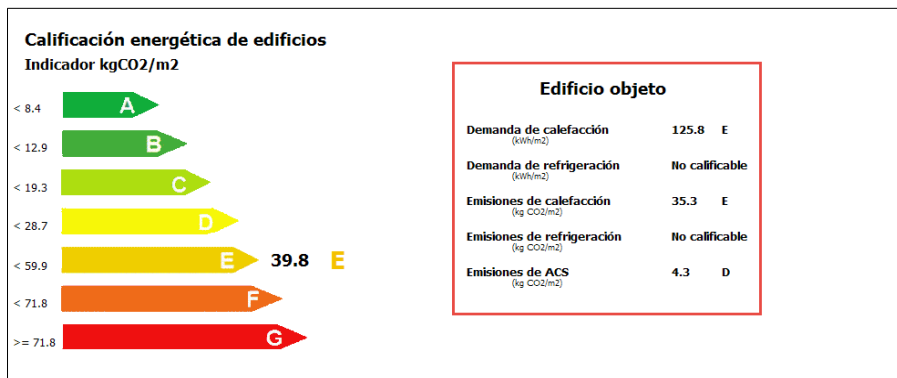 Calificación energética de edificios
Indicador kgCO2/m2
< 8.4 A
< 12.9 B
< 19.3 C
< 28.7 D
< 59.9 E 39.8 E
< 71.8 F
>= 71.8 G
Edificio objeto
Demanda de calefacción 125.8 E
(kWh/m2)
Demanda de refrigeración No calificable
(kWh/m2)
Emisiones de calefacción 35.3 E
(kg CO2/m2)
Emisiones de refrigeración No calificable
(kg CO2/m2)
Emisiones de ACS 4.3 D
(kg CO2/m2)